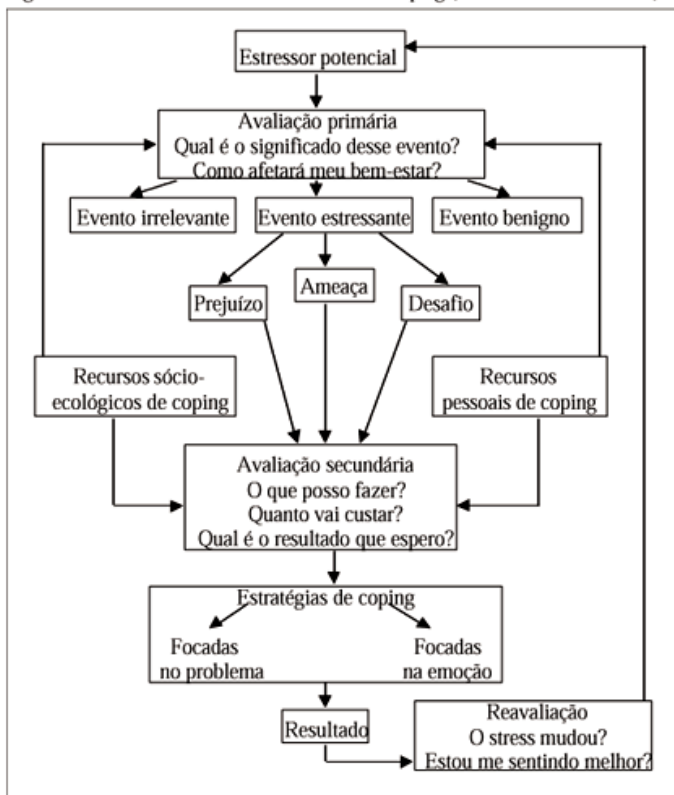 Estressor potencial
Avaliação primária
Qual é o significado desse evento?
Como afetará meu bem-estar?
Evento irrelevante
Evento estressante
Evento benigno
Prejuízo
Ameaça
Desafio
Recursos sócio-
ecológicos de coping
Recursos
pessoais de coping
Avaliação secundária
O que posso fazer?
Quanto vai custar?
Qual é o resultado que espero?
Estratégias de coping
Focadas
no problema
Focadas
na emoção
Resultado
Reavaliação
O stress mudou?
Estou me sentindo melhor?